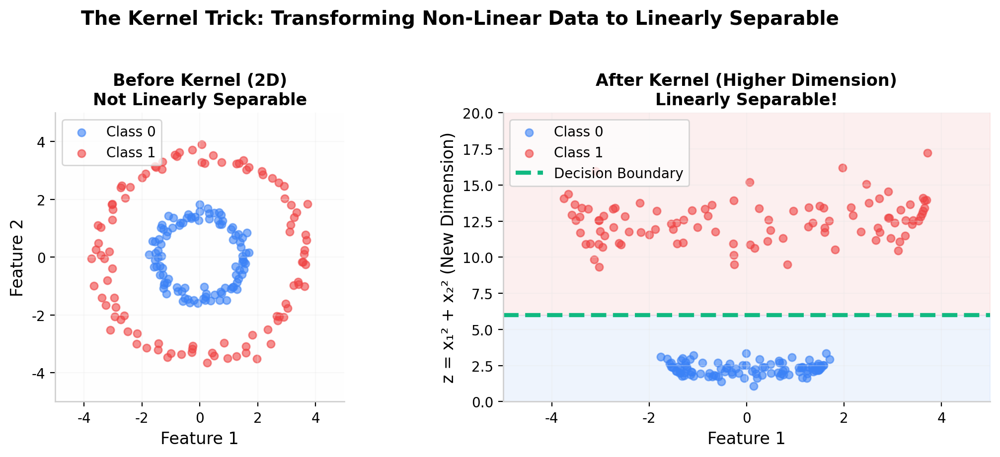 The Kernel Trick: Transforming Non-Linear Data to Linearly Separable
Before Kernel (2D)
Not Linearly Separable
Class 0
Class 1
4
2
0
-2
-4
Feature 2
-4
-2
0
2
4
Feature 1
After Kernel (Higher Dimension)
Linearly Separable!
Class 0
Class 1
Decision Boundary
20.0
17.5
15.0
12.5
10.0
7.5
5.0
2.5
0.0
z = x₁² + x₂² (New Dimension)
-4
-2
0
2
4
Feature 1